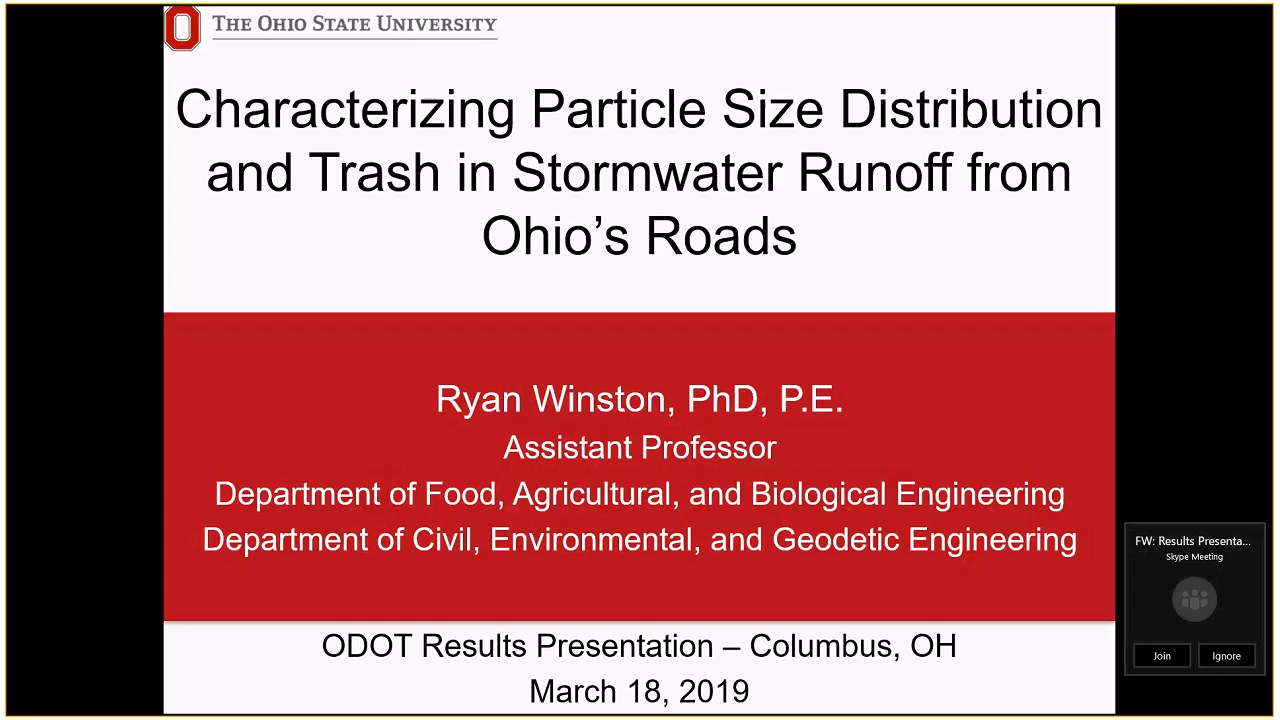 THE OHIO STATE UNIVERSITY
Characterizing Particle Size Distribution
and Trash in Stormwater Runoff from
Ohio's Roads
Ryan Winston, PhD, P.E.
Assistant Professor
Department of Food, Agricultural, and Biological Engineering
Department of Civil, Environmental, and Geodetic Engineering
ODOT Results Presentation – Columbus, OH
March 18, 2019
FW: Results Presenta...
Skype Meeting
Join
Ignore